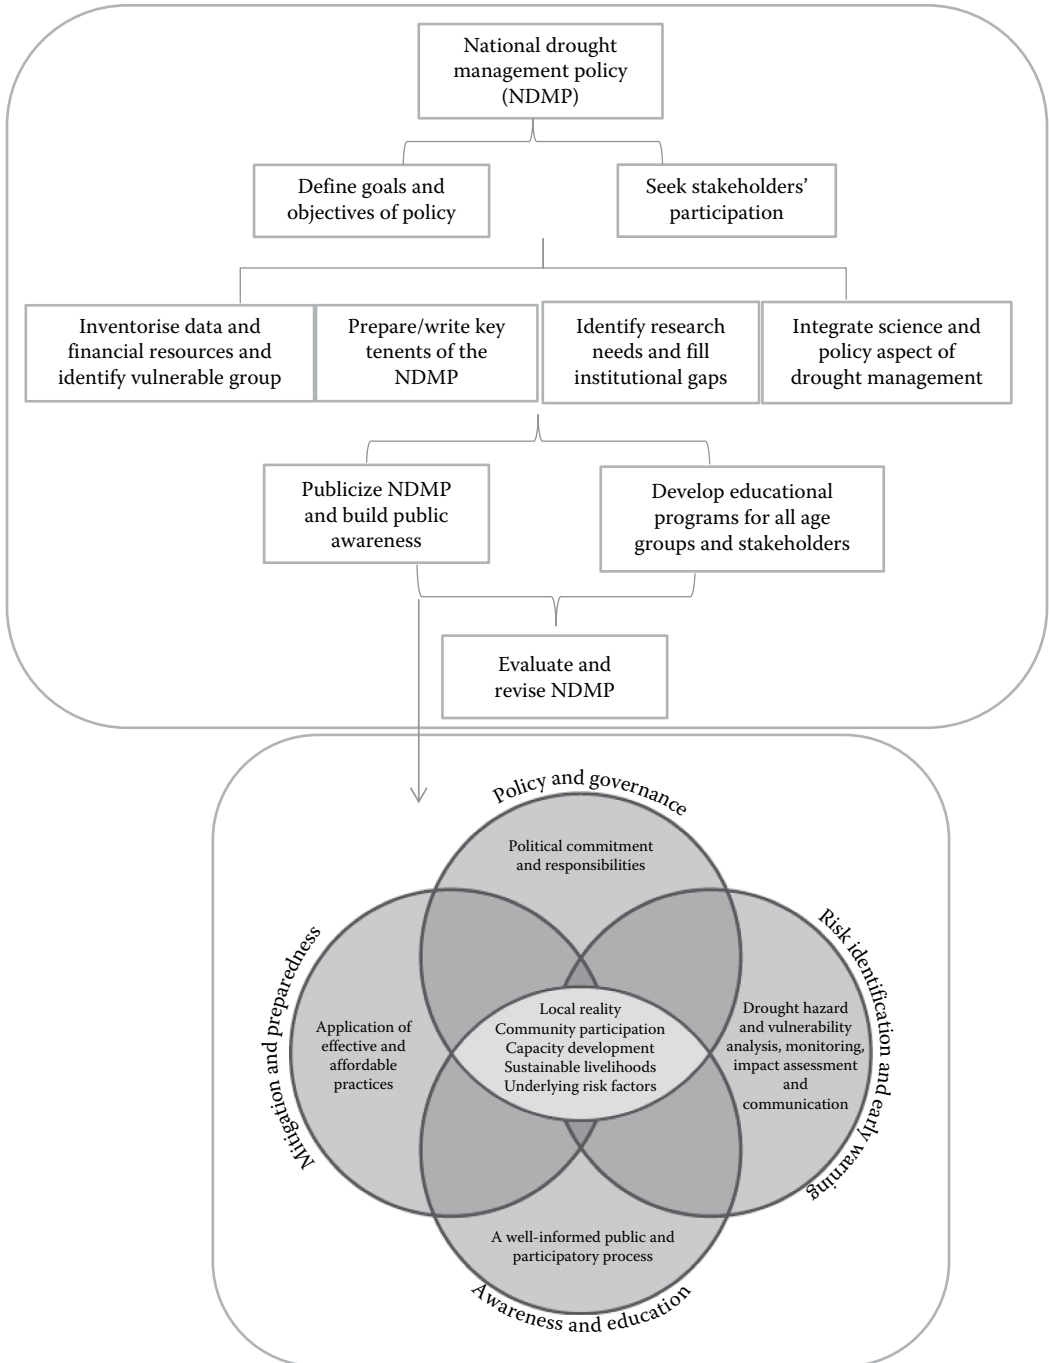 National drought
management policy
(NDMP)
Define goals and
objectives of policy
Seek stakeholders'
participation
Inventorise data and
financial resources and
identify vulnerable group
Prepare/write key
tenents of the
NDMP
Identify research
needs and fill
institutional gaps
Integrate science and
policy aspect of
drought management
Publicize NDMP
and build public
awareness
Develop educational
programs for all age
groups and stakeholders
Evaluate and
revise NDMP
Policy and governance
Political commitment
and responsibilities
Mitigation and preparedness
Application of
effective and
affordable
practices
Local reality
Community participation
Capacity development
Sustainable livelihoods
Underlying risk factors
Drought hazard
and vulnerability
analysis, monitoring,
impact assessment
and
communication
Risk identification and early warning
A well-informed public and
participatory process
Awareness and education